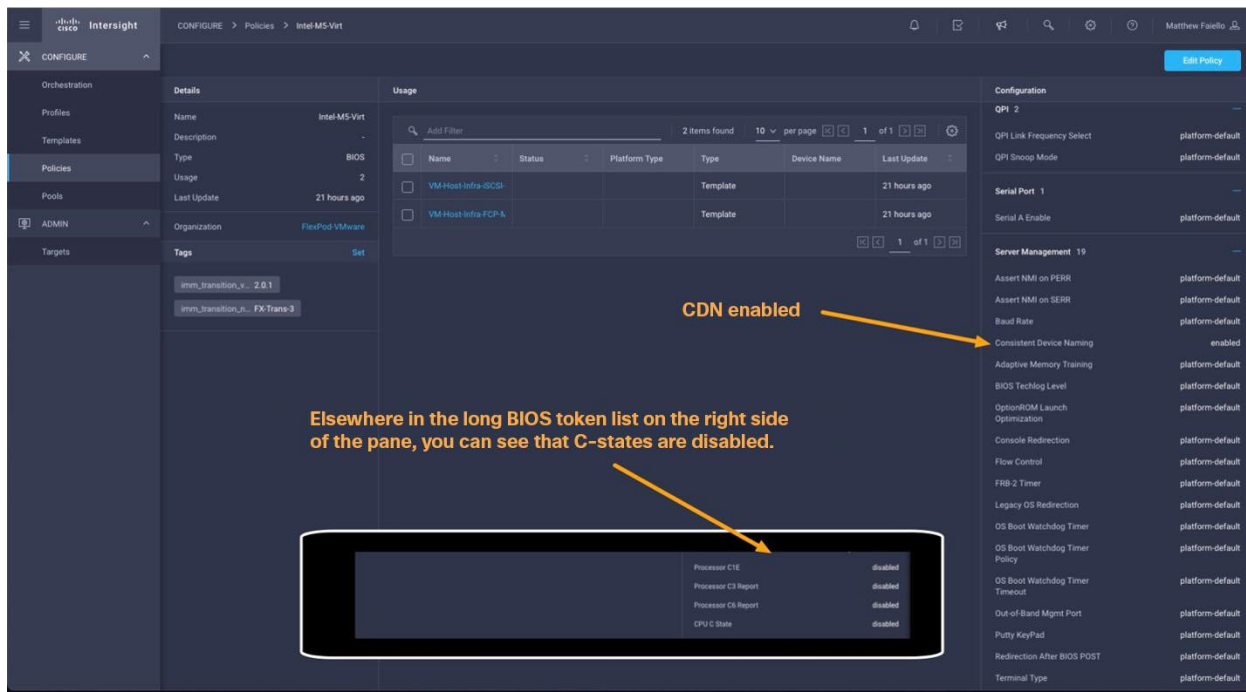 cisco Intersight
CONFIGURE > Policies > Intel-M5-Virt
Matthew Faiello
CONFIGURE
Orchestration
Profiles
Templates
Policies
Pools
ADMIN
Targets
Edit Policy
Details
Name Intel-M5-Virt
Description -
Type BIOS
Usage 2
Last Update 21 hours ago
Organization FlexPod-VMware
Tags Set
imm_transition_v... 2.0.1
imm_transition_n... FX-Trans-3
Usage
Add Filter 2 items found 10 per page 1 of 1
Name Status Platform Type Type Device Name Last Update
VM-Host-Infra-iSCSI- Template 21 hours ago
VM-Host-Infra-FCP-M Template 21 hours ago
1 of 1
CDN enabled
Elsewhere in the long BIOS token list on the right side
of the pane, you can see that C-states are disabled.
Processor C1E disabled
Processor C3 Report disabled
Processor C6 Report disabled
CPU C State disabled
Configuration
QPI 2
QPI Link Frequency Select platform-default
QPI Snoop Mode platform-default
Serial Port 1
Serial A Enable platform-default
Server Management 19
Assert NMI on PERR platform-default
Assert NMI on SERR platform-default
Baud Rate platform-default
Consistent Device Naming enabled
Adaptive Memory Training platform-default
BIOS Techlog Level platform-default
OptionROM Launch platform-default
Optimization
Console Redirection platform-default
Flow Control platform-default
FRB-2 Timer platform-default
Legacy OS Redirection platform-default
OS Boot Watchdog Timer platform-default
OS Boot Watchdog Timer platform-default
Policy
OS Boot Watchdog Timer platform-default
Timeout
Out-of-Band Mgmt Port platform-default
Putty KeyPad platform-default
Redirection After BIOS POST platform-default
Terminal Type platform-default